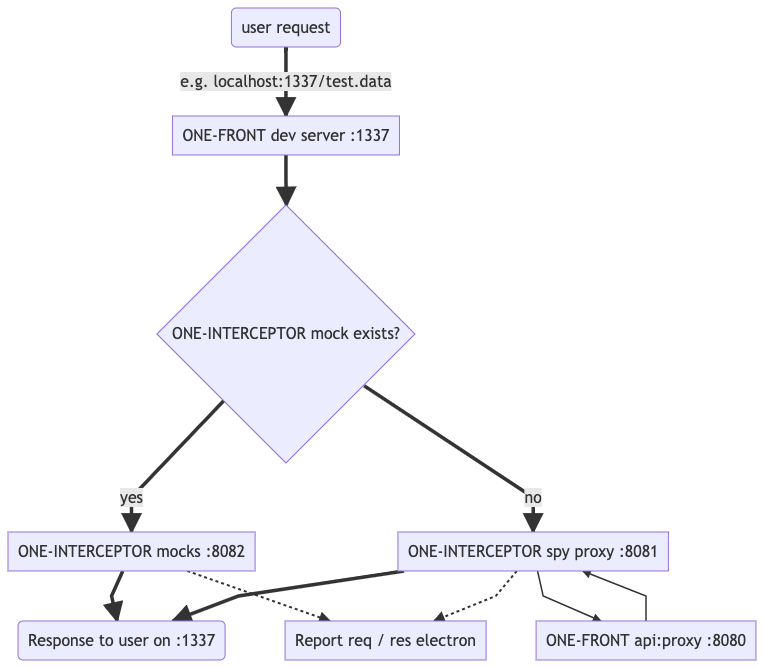 user request
e.g. localhost:1337/test.data
ONE-FRONT dev server :1337
ONE-INTERCEPTOR mock exists?
yes
no
ONE-INTERCEPTOR mocks :8082
ONE-INTERCEPTOR spy proxy :8081
Response to user on :1337
Report req / res electron
ONE-FRONT api:proxy :8080